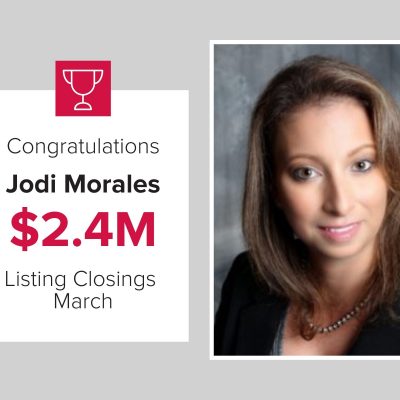 Congratulations
Jodi Morales
$2.4M
Listing Closings
March